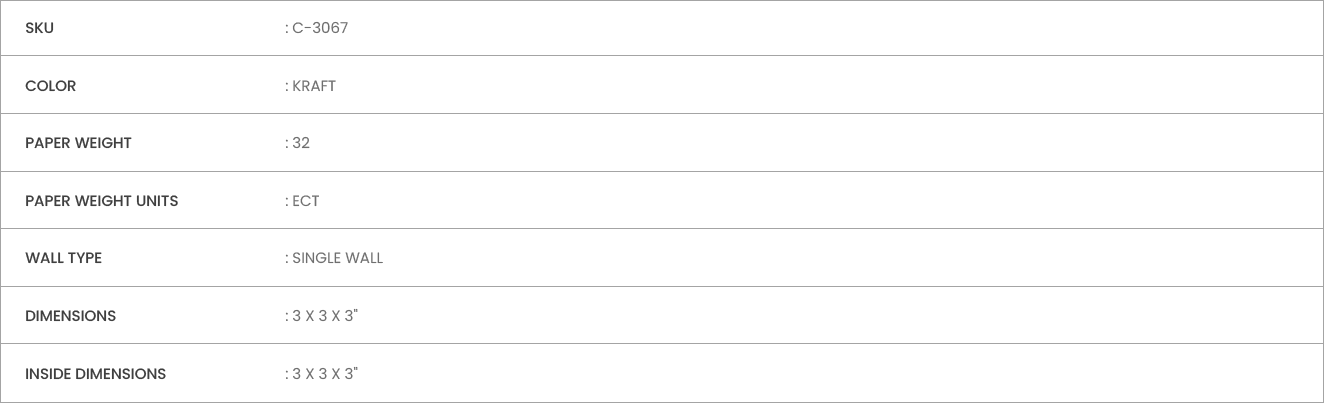 SKU : C-3067
COLOR : KRAFT
PAPER WEIGHT : 32
PAPER WEIGHT UNITS : ECT
WALL TYPE : SINGLE WALL
DIMENSIONS : 3 X 3 X 3"
INSIDE DIMENSIONS : 3 X 3 X 3"